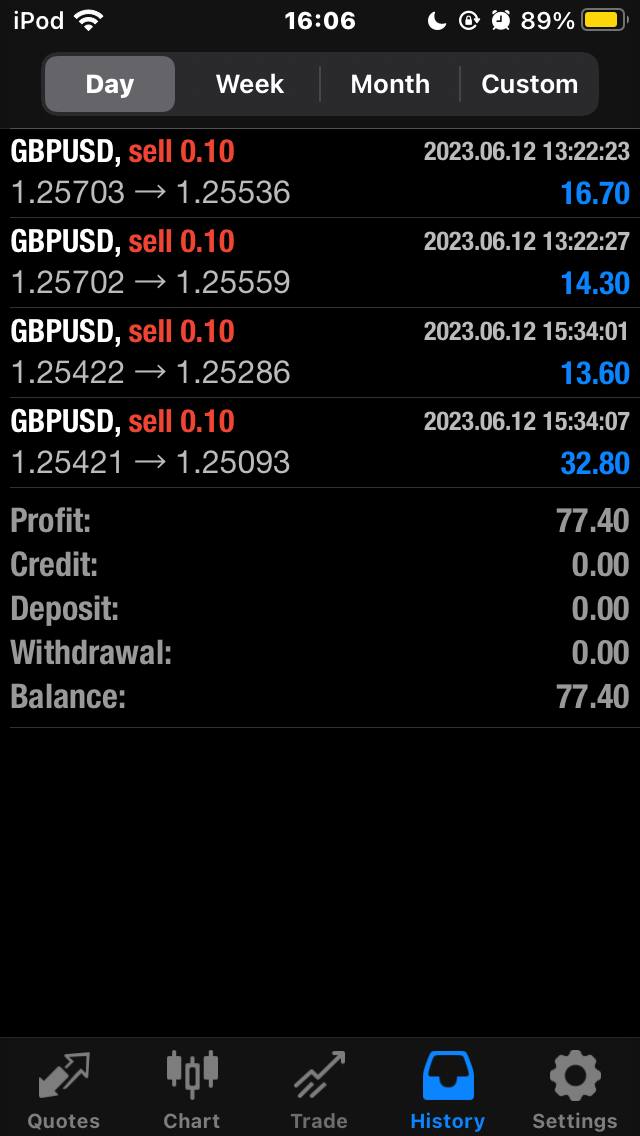 iPod 16:06 89%
Day Week Month Custom
GBPUSD, sell 0.10 2023.06.12 13:22:23
1.25703 → 1.25536 16.70
GBPUSD, sell 0.10 2023.06.12 13:22:27
1.25702 → 1.25559 14.30
GBPUSD, sell 0.10 2023.06.12 15:34:01
1.25422 → 1.25286 13.60
GBPUSD, sell 0.10 2023.06.12 15:34:07
1.25421 → 1.25093 32.80
Profit: 77.40
Credit: 0.00
Deposit: 0.00
Withdrawal: 0.00
Balance: 77.40
Quotes Chart Trade History Settings